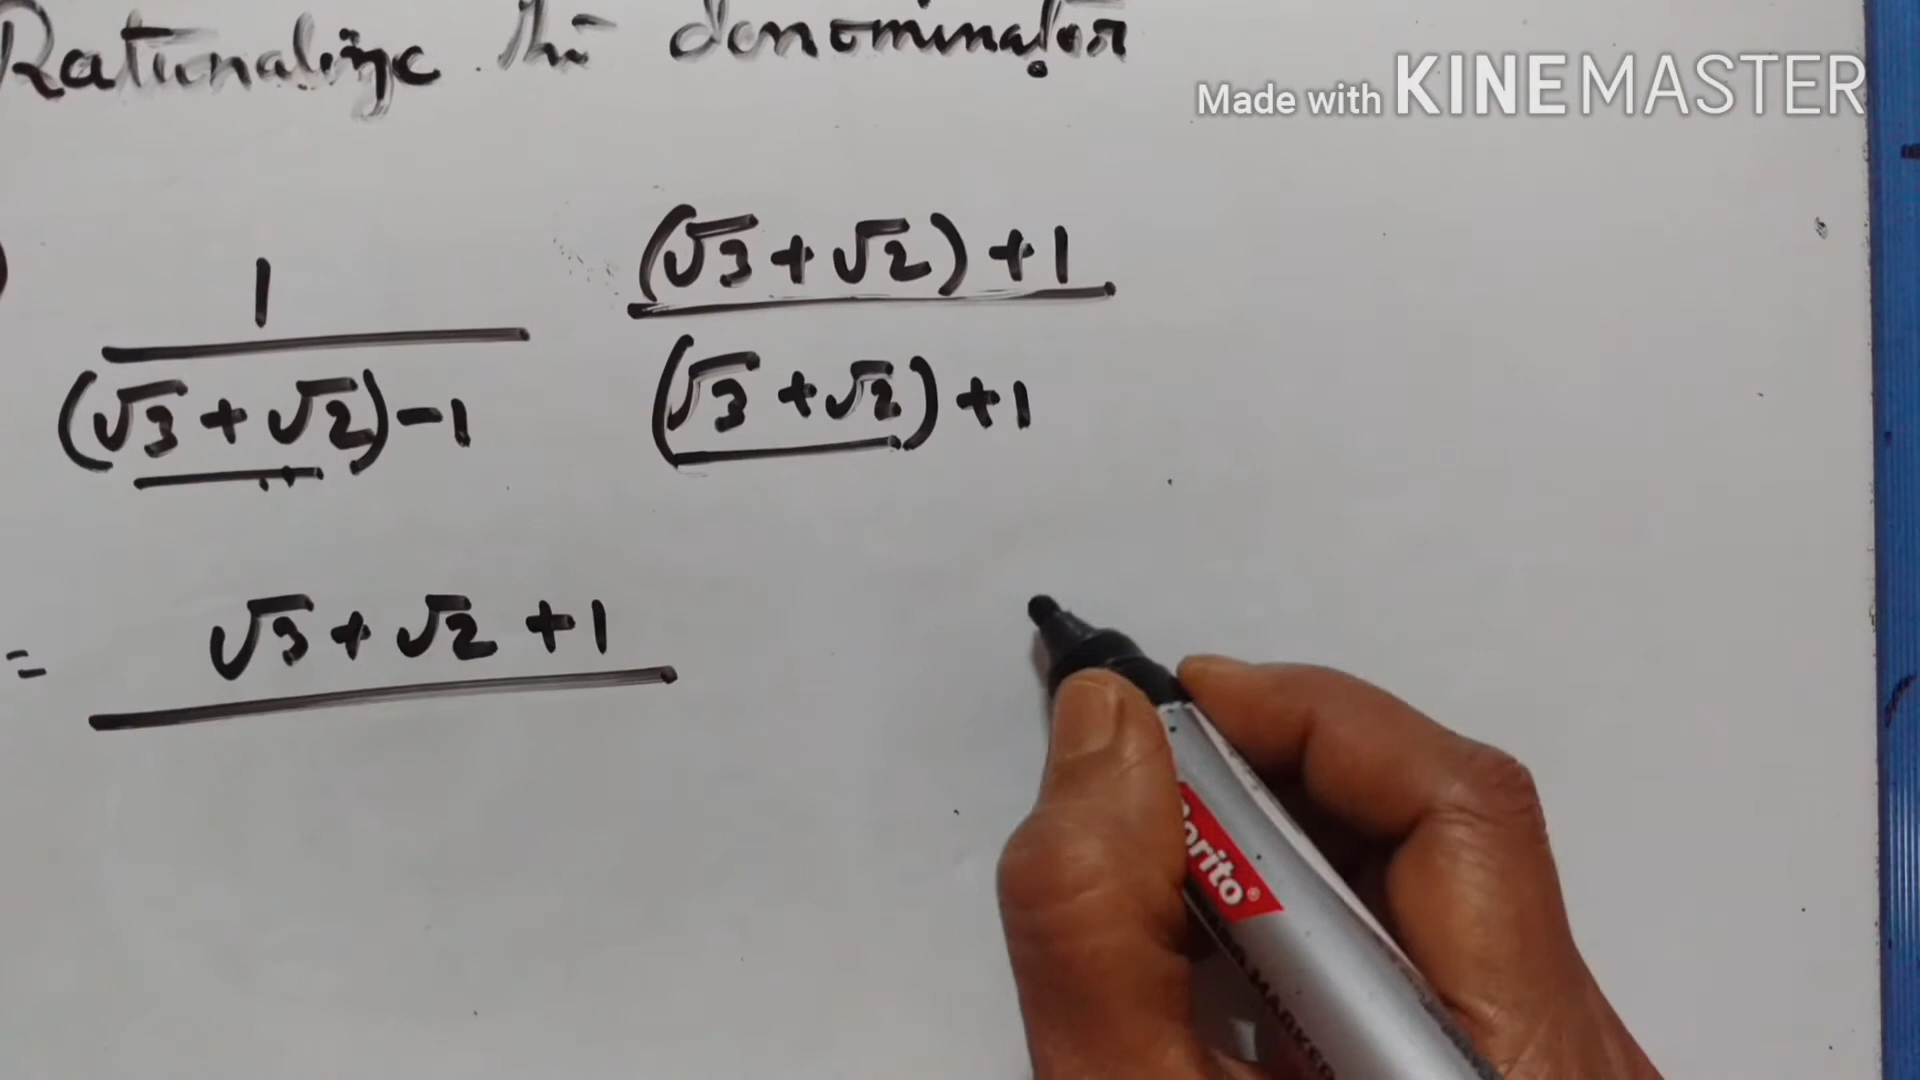 Rationalize the denominator
Made with KINEMASTER
1 (√3+√2)+1
(√3+√2)-1 (√3+√2)+1
= √3+√2+1
Dorito®